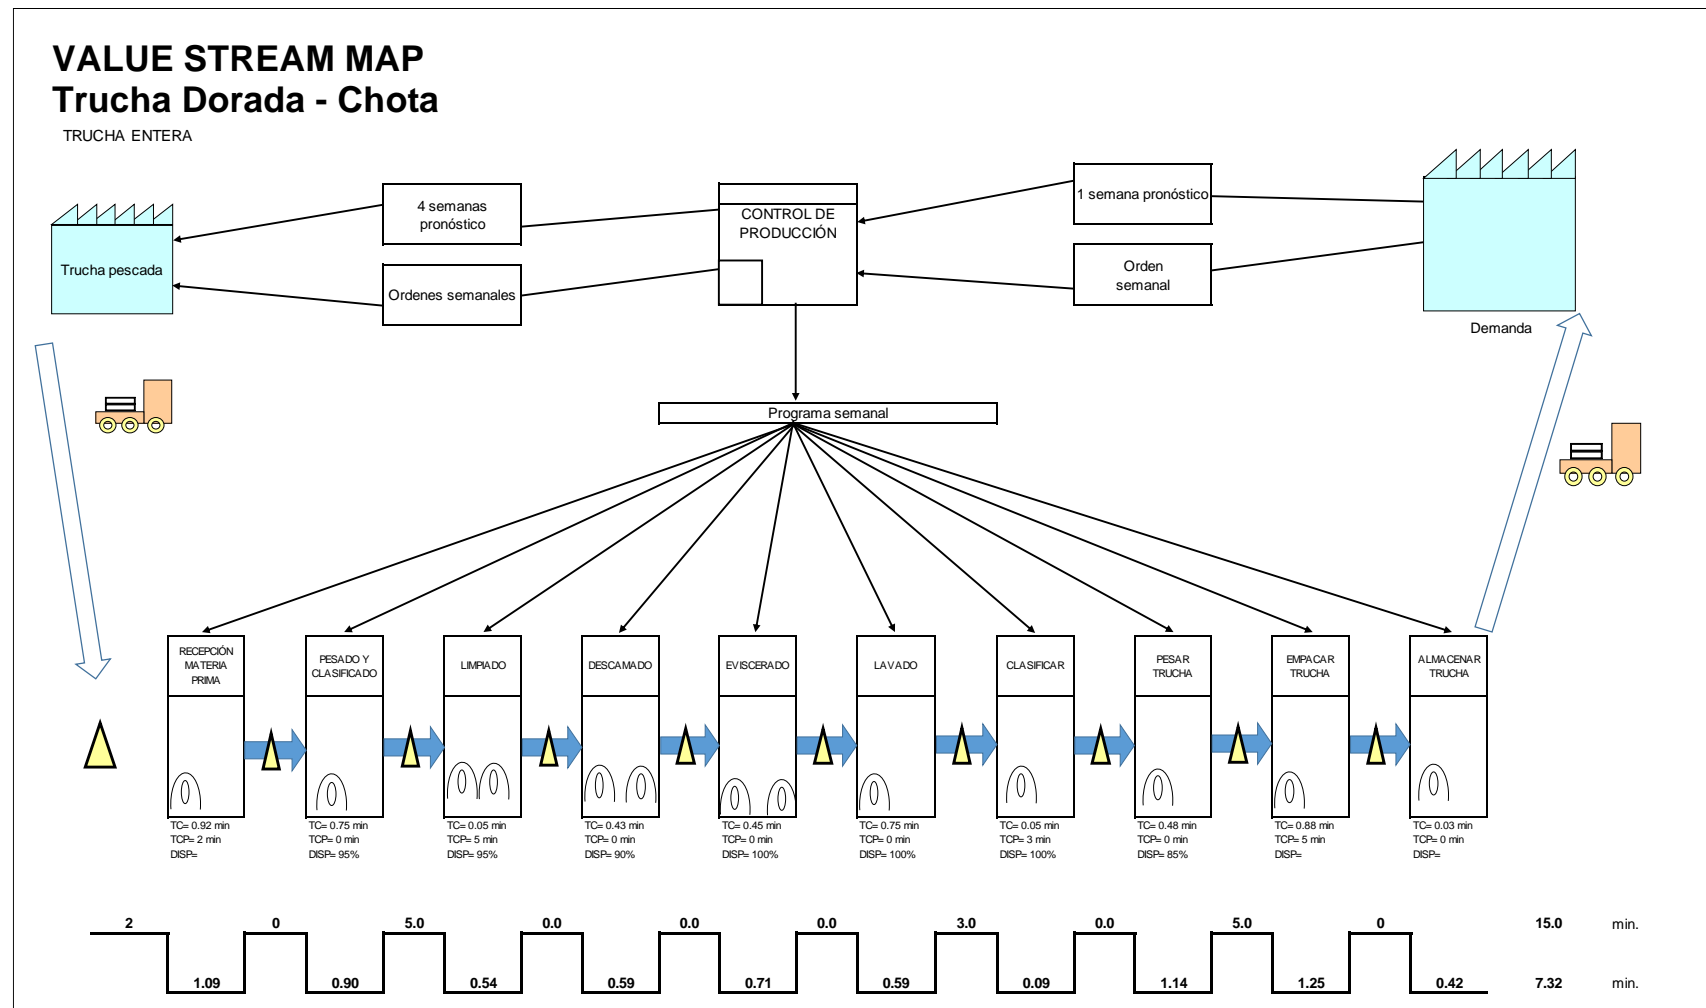 VALUE STREAM MAP
Trucha Dorada - Chota
TRUCHA ENTERA
Trucha pescada
4 semanas
pronóstico
Ordenes semanales
CONTROL DE
PRODUCCIÓN
1 semana pronóstico
Orden
semanal
Demanda
Programa semanal
RECEPCIÓN
MATERIA
PRIMA
PESADO Y
CLASIFICADO
LIMPIADO
DESCAMADO
EVISCERADO
LAVADO
CLASIFICAR
PESAR
TRUCHA
EMPACAR
TRUCHA
ALMACENAR
TRUCHA
TC= 0.92 min
TCP= 2 min
DISP=
TC= 0.75 min
TCP= 0 min
DISP= 95%
TC= 0.05 min
TCP= 5 min
DISP= 95%
TC= 0.43 min
TCP= 0 min
DISP= 90%
TC= 0.45 min
TCP= 0 min
DISP= 100%
TC= 0.75 min
TCP= 0 min
DISP= 100%
TC= 0.05 min
TCP= 3 min
DISP= 100%
TC= 0.48 min
TCP= 0 min
DISP= 85%
TC= 0.88 min
TCP= 5 min
DISP=
TC= 0.03 min
TCP= 0 min
DISP=
2 0 5.0 0.0 0.0 0.0 3.0 0.0 5.0 0 15.0 min.
1.09 0.90 0.54 0.59 0.71 0.59 0.09 1.14 1.25 0.42 7.32 min.